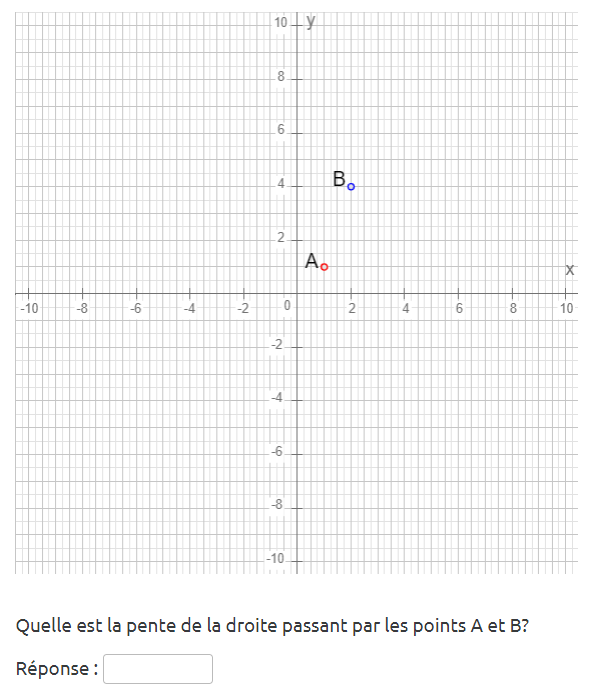 10 y
8
6
B
4
2
A
x
-10 -8 -6 -4 -2 0 2 4 6 8 10
-2
-4
-6
-8
-10
Quelle est la pente de la droite passant par les points A et B?
Réponse :